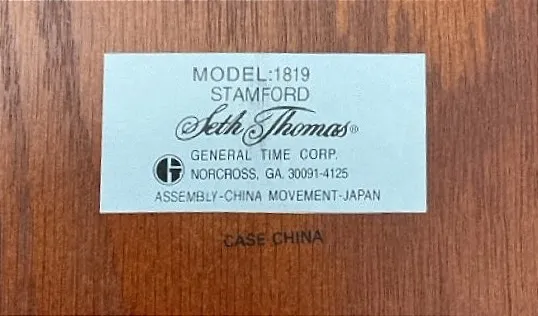 MODEL:1819
STAMFORD
Seth Thomas®
GENERAL TIME CORP.
NORCROSS, GA. 30091-4125
ASSEMBLY-CHINA MOVEMENT-JAPAN
CASE CHINA